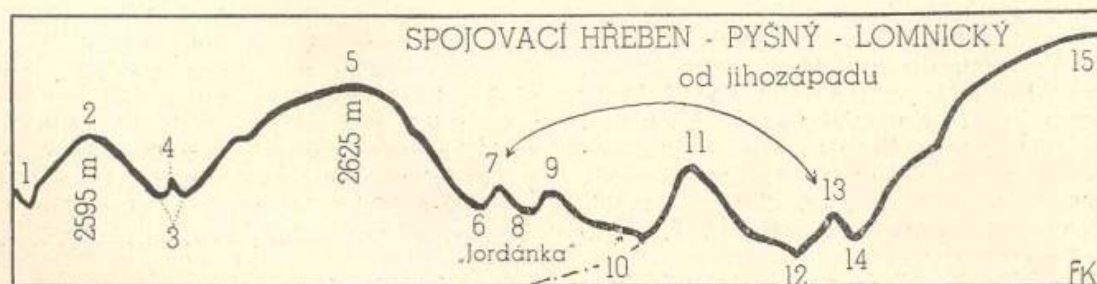 SPOJOVACÍ HŘEBEN - PYŠNÝ - LOMNICKÝ
od jihozápadu
1
2
2595 m
3
4
5
2625 m
6
7
8
9
„Jordánka"
10
11
12
13
14
15
FK